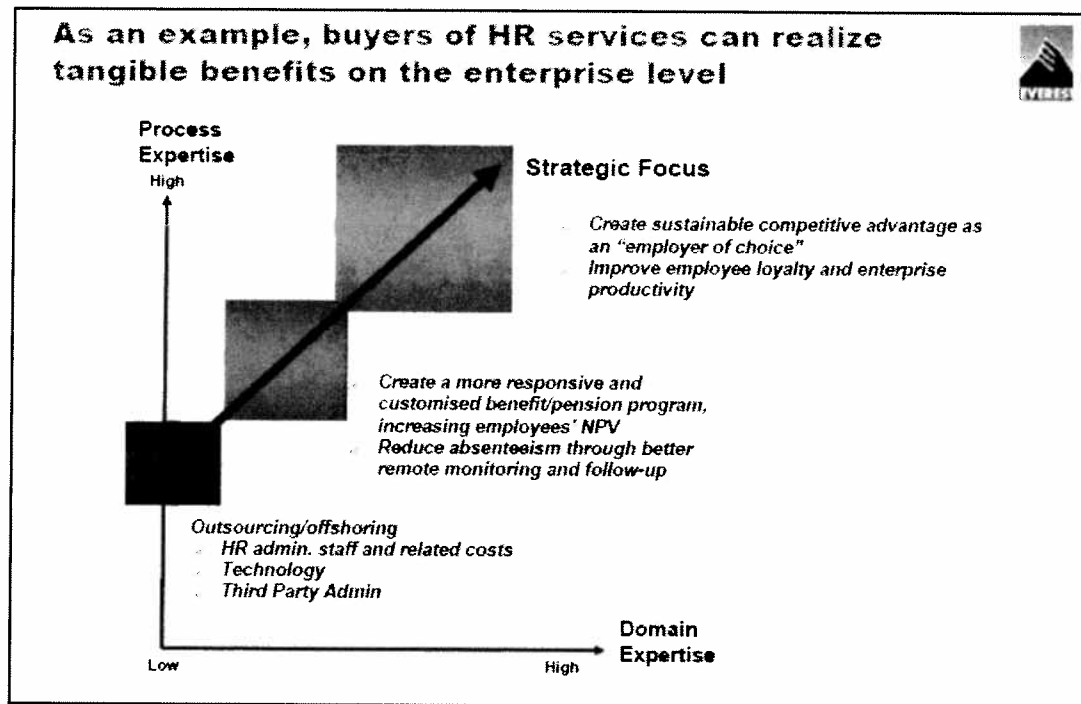 As an example, buyers of HR services can realize
tangible benefits on the enterprise level
EVEREST
Process
Expertise
High
Strategic Focus
Create sustainable competitive advantage as
an “employer of choice”
Improve employee loyalty and enterprise
productivity
Create a more responsive and
customised benefit/pension program,
increasing employees' NPV
Reduce absenteeism through better
remote monitoring and follow-up
Outsourcing/offshoring
HR admin. staff and related costs
Technology
Third Party Admin
Low
High
Domain
Expertise